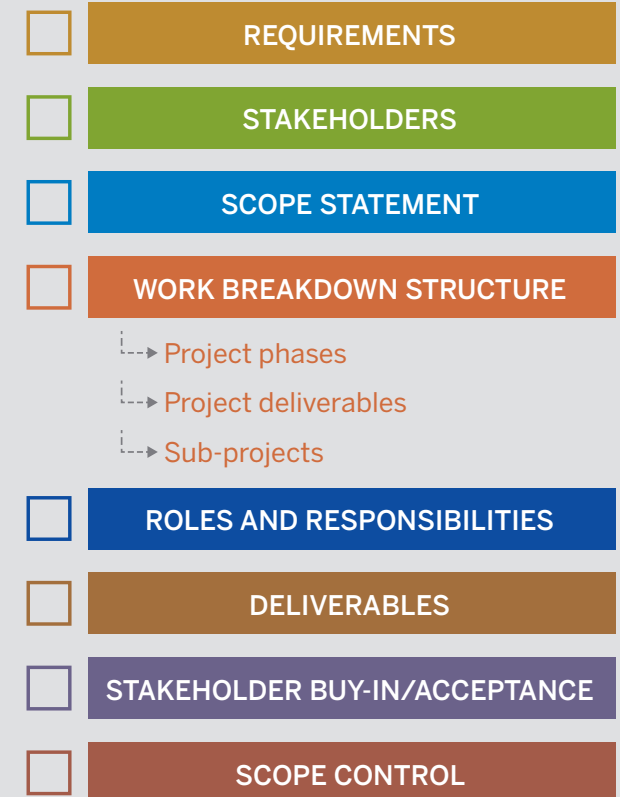 REQUIREMENTS
STAKEHOLDERS
SCOPE STATEMENT
WORK BREAKDOWN STRUCTURE
Project phases
Project deliverables
Sub-projects
ROLES AND RESPONSIBILITIES
DELIVERABLES
STAKEHOLDER BUY-IN/ACCEPTANCE
SCOPE CONTROL